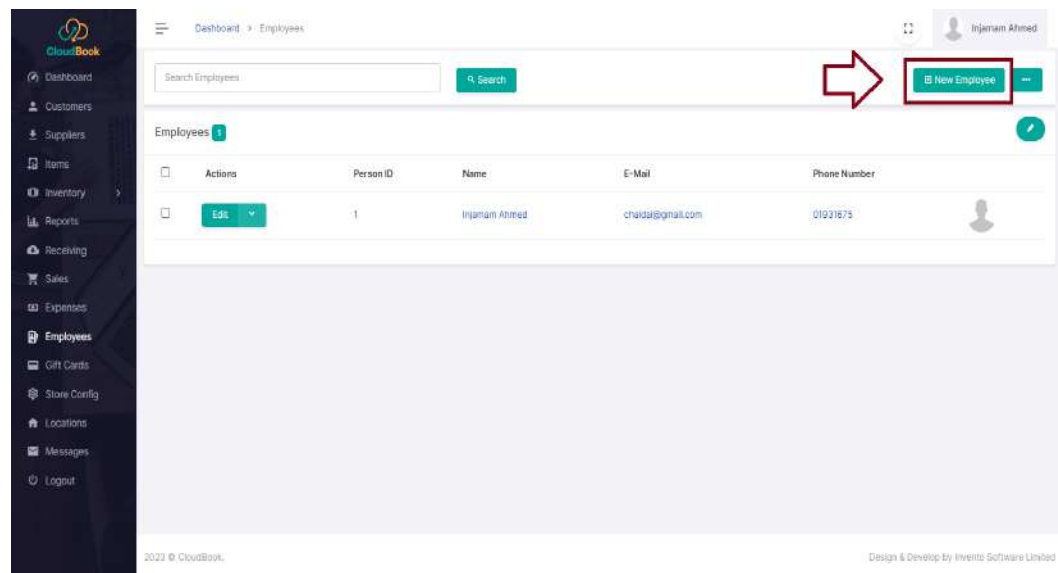 CloudBook
Dashboard > Employees
Injamam Ahmed
Dashboard
Customers
Suppliers
Items
Inventory >
Reports
Receiving
Sales
Expenses
Employees
Gift Cards
Store Config
Locations
Messages
Logout
Search Employees
Search
New Employee
Employees 1
Actions Person ID Name E-Mail Phone Number
Edit 1 Injamam Ahmed chaidai@gmail.com 01931675
2023 © CloudBook.
Design & Develop by Invento Software Limited